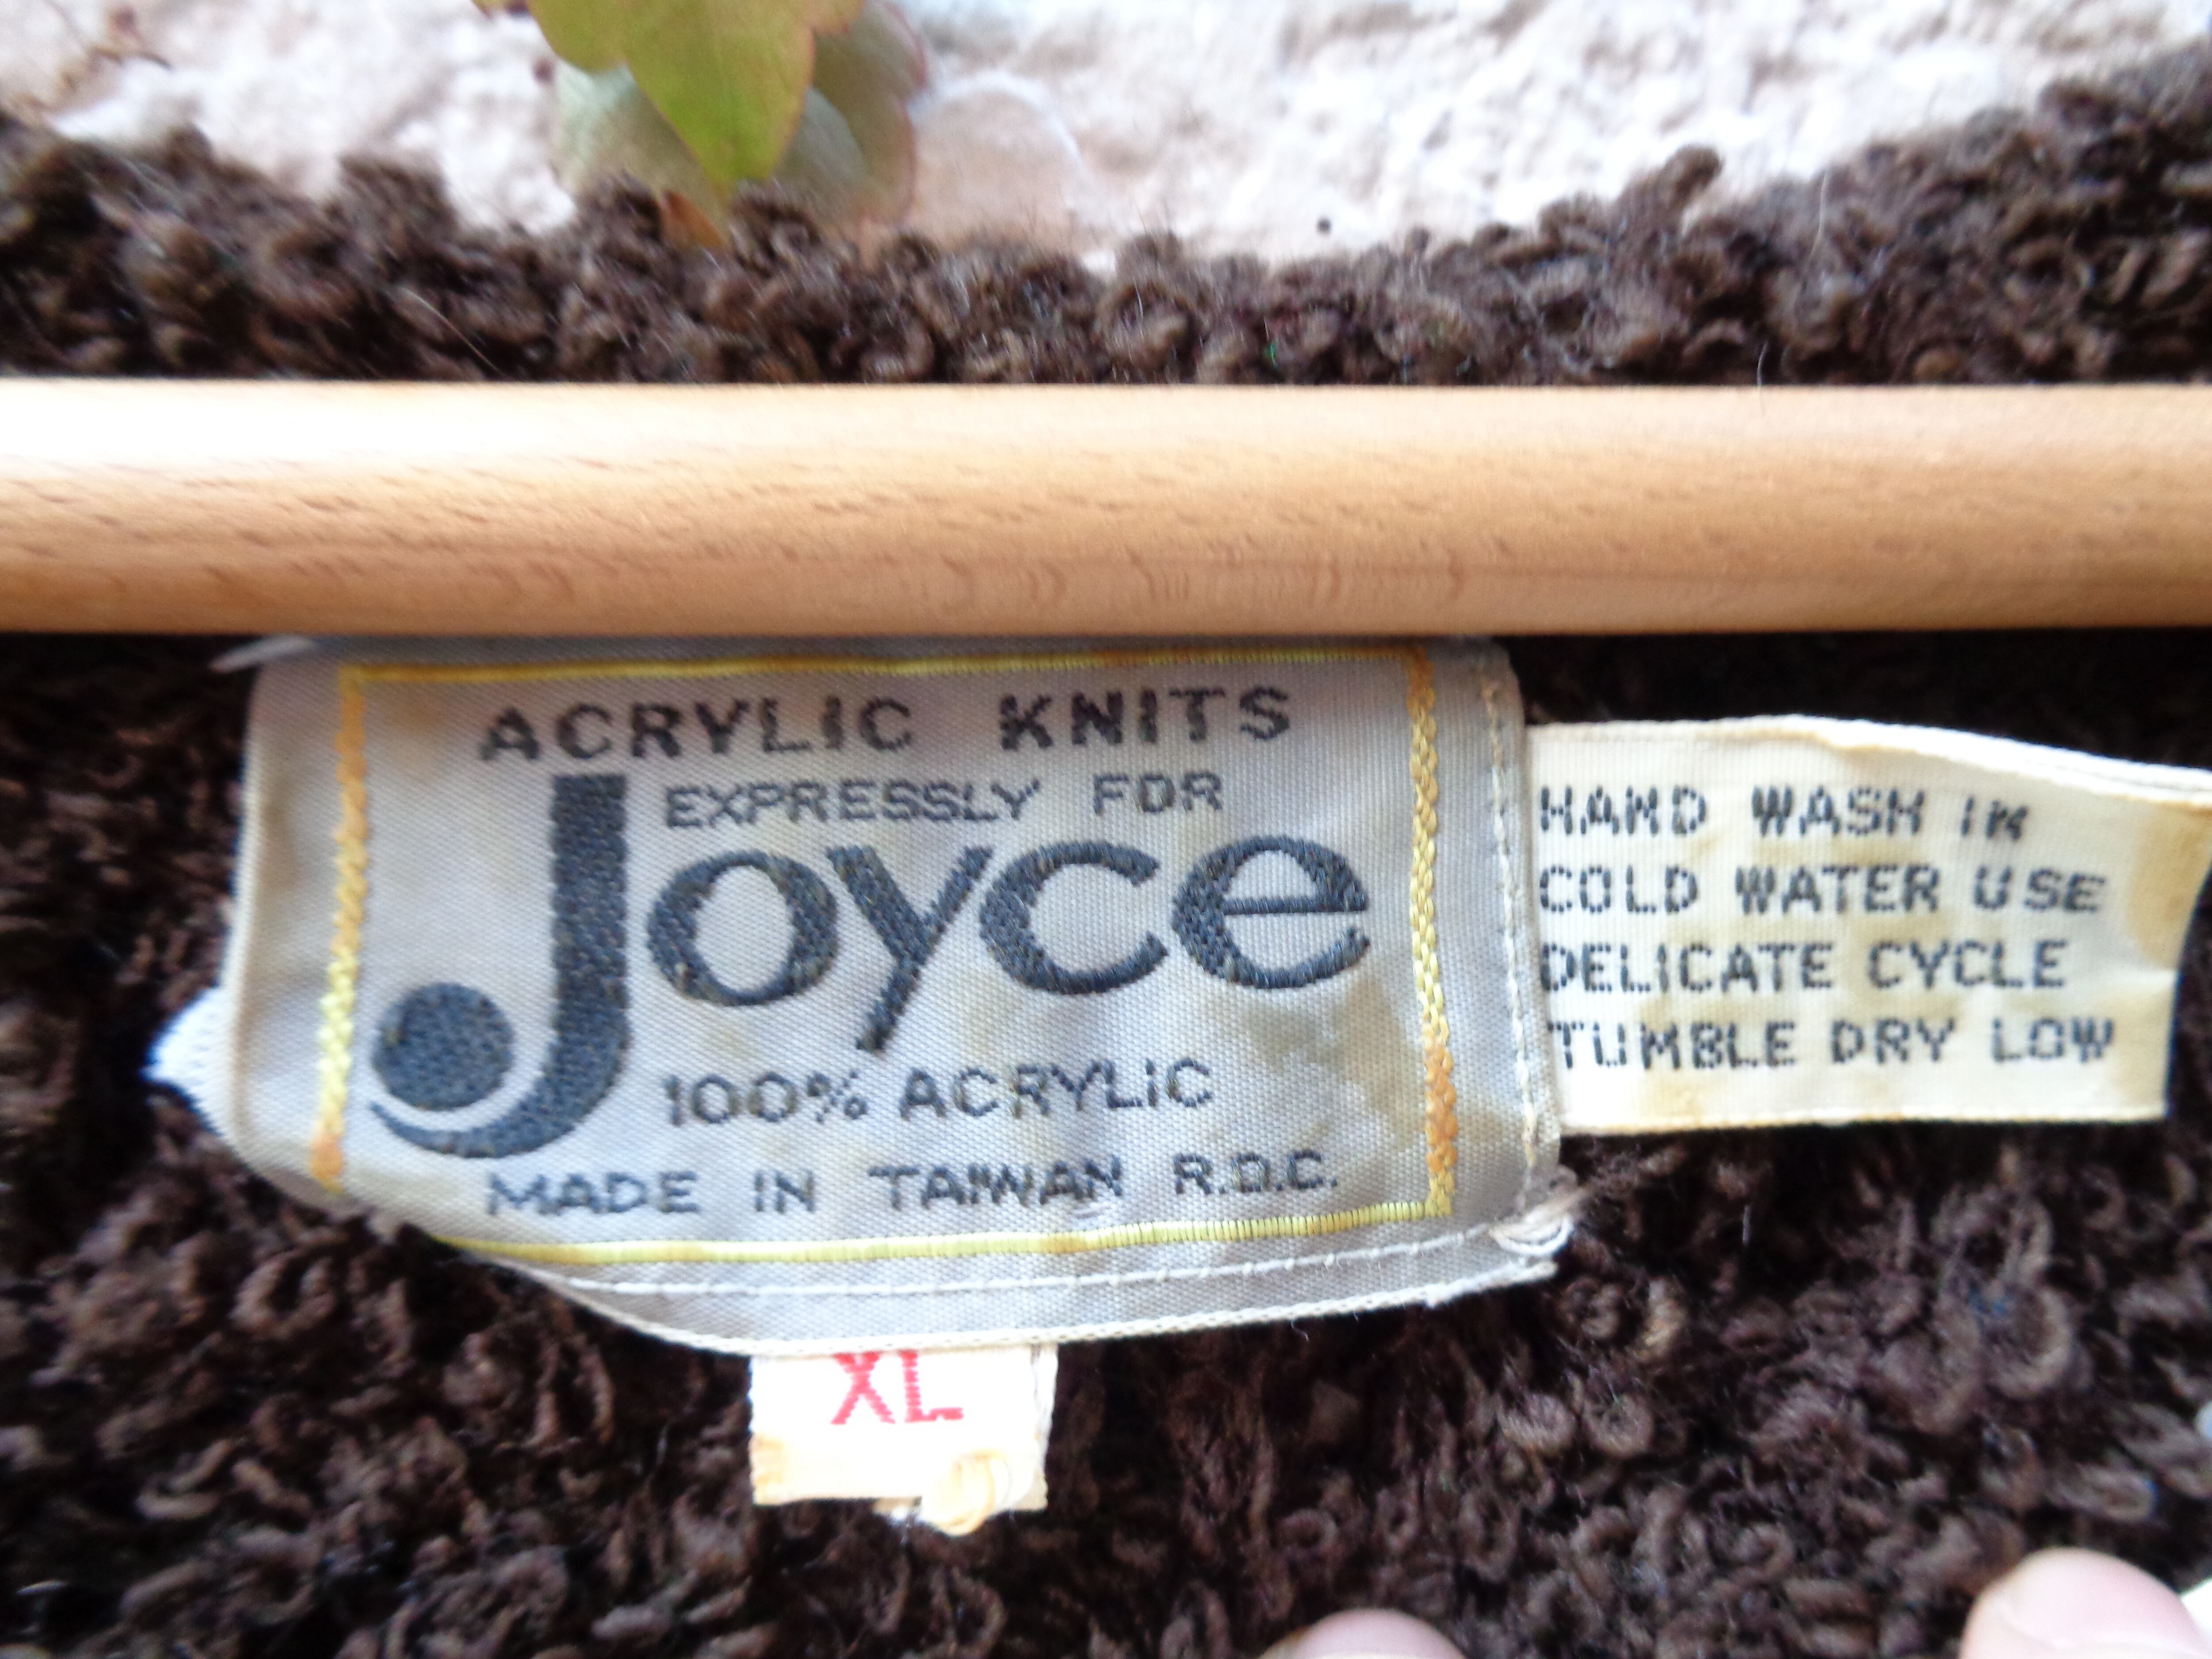 ACRYLIC KNITS
EXPRESSLY FOR
Joyce
100% ACRYLIC
MADE IN TAIWAN R.O.C.
HAND WASH IN
COLD WATER USE
DELICATE CYCLE
TUMBLE DRY LOW
XL